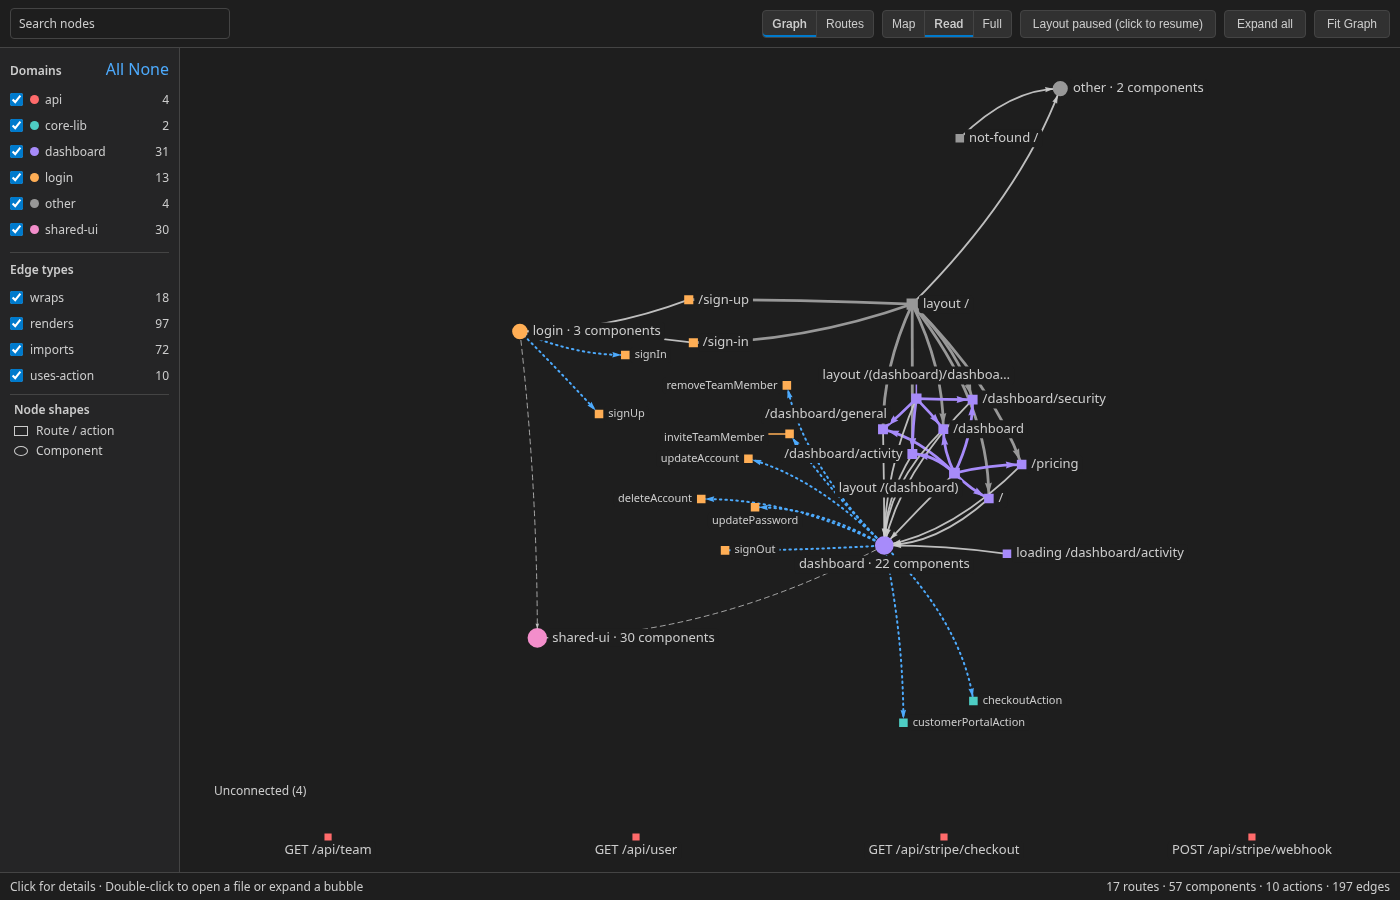 Search nodes
Graph Routes Map Read Full Layout paused (click to resume) Expand all Fit Graph
Domains All None
api 4
core-lib 2
dashboard 31
login 13
other 4
shared-ui 30
Edge types
wraps 18
renders 97
imports 72
uses-action 10
Node shapes
Route / action
Component
other · 2 components
not-found /
/sign-up
layout /
login · 3 components
/sign-in
signIn
layout /(dashboard)/dashboa...
removeTeamMember
/dashboard/security
signUp
/dashboard/general
/dashboard
inviteTeamMember
/dashboard/activity
updateAccount
/pricing
layout /(dashboard)
deleteAccount
/
updatePassword
signOut
loading /dashboard/activity
dashboard · 22 components
shared-ui · 30 components
checkoutAction
customerPortalAction
Unconnected (4)
GET /api/team
GET /api/user
GET /api/stripe/checkout
POST /api/stripe/webhook
Click for details · Double-click to open a file or expand a bubble
17 routes · 57 components · 10 actions · 197 edges